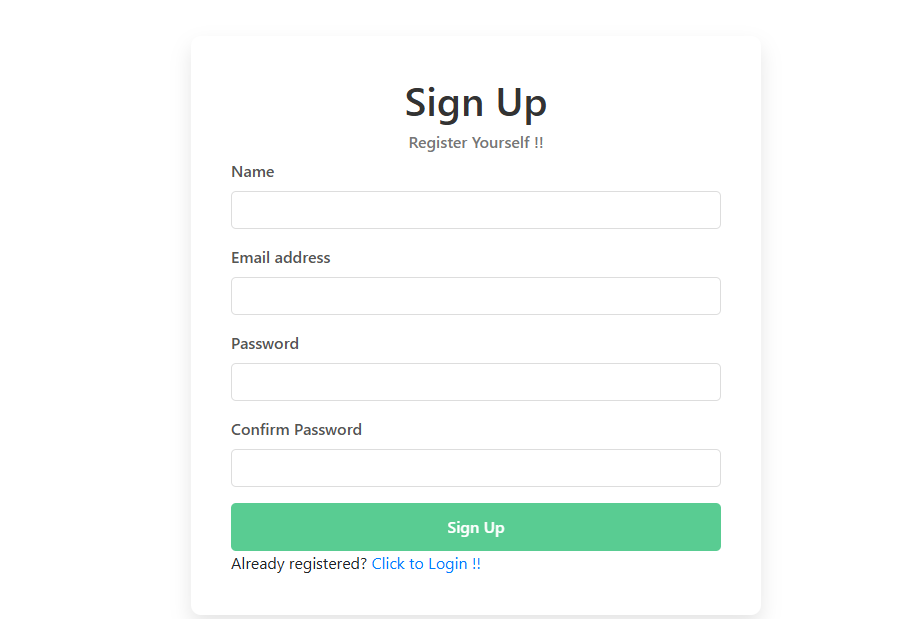 Sign Up
Register Yourself !!
Name
Email address
Password
Confirm Password
Sign Up
Already registered? Click to Login !!